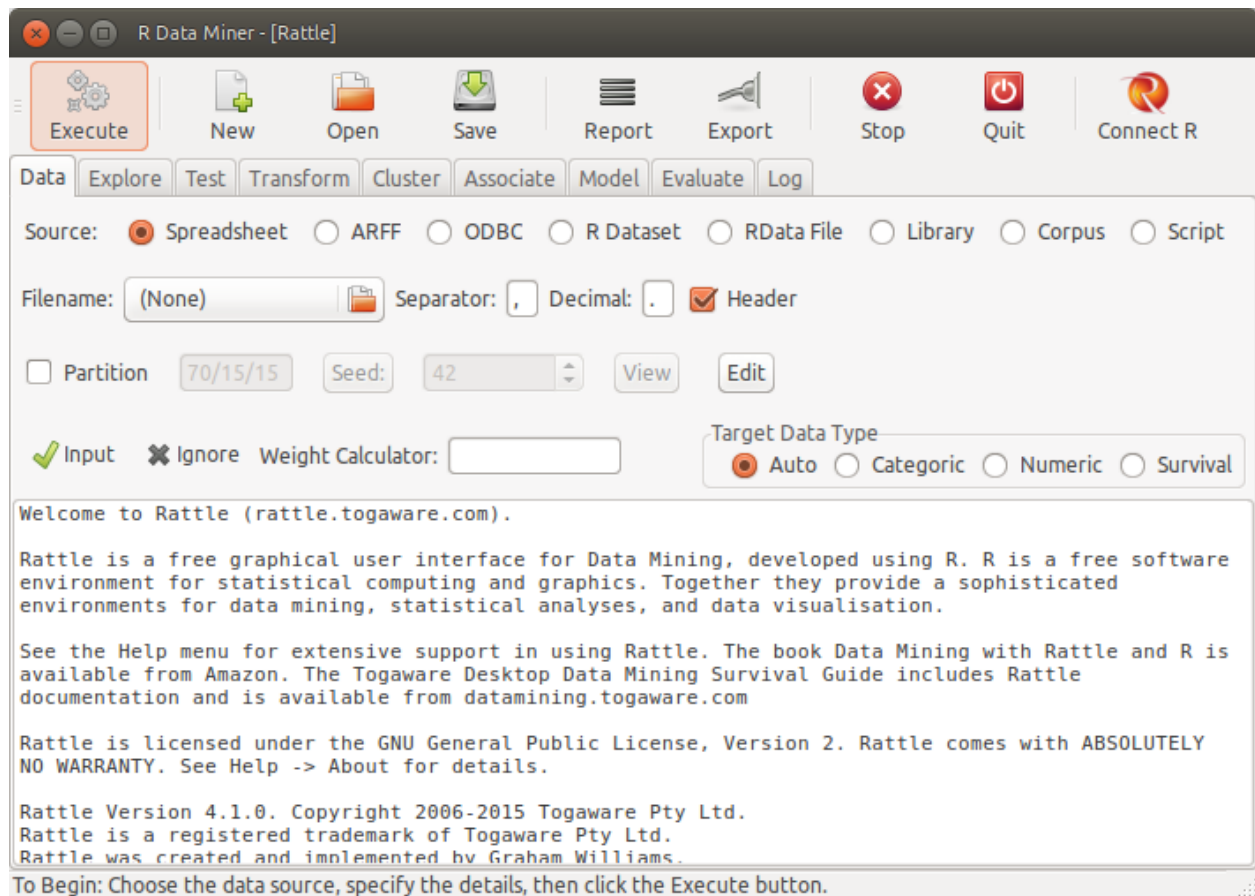 R Data Miner - [Rattle]
Execute New Open Save Report Export Stop Quit Connect R
Data Explore Test Transform Cluster Associate Model Evaluate Log
Source: Spreadsheet ARFF ODBC R Dataset RData File Library Corpus Script
Filename: (None) Separator: , Decimal: . Header
Partition 70/15/15 Seed: 42 View Edit
Target Data Type
Input Ignore Weight Calculator: Auto Categoric Numeric Survival
Welcome to Rattle (rattle.togaware.com).
Rattle is a free graphical user interface for Data Mining, developed using R. R is a free software
environment for statistical computing and graphics. Together they provide a sophisticated
environments for data mining, statistical analyses, and data visualisation.
See the Help menu for extensive support in using Rattle. The book Data Mining with Rattle and R is
available from Amazon. The Togaware Desktop Data Mining Survival Guide includes Rattle
documentation and is available from datamining.togaware.com
Rattle is licensed under the GNU General Public License, Version 2. Rattle comes with ABSOLUTELY
NO WARRANTY. See Help -> About for details.
Rattle Version 4.1.0. Copyright 2006-2015 Togaware Pty Ltd.
Rattle is a registered trademark of Togaware Pty Ltd.
Rattle was created and implemented by Graham Williams.
To Begin: Choose the data source, specify the details, then click the Execute button.